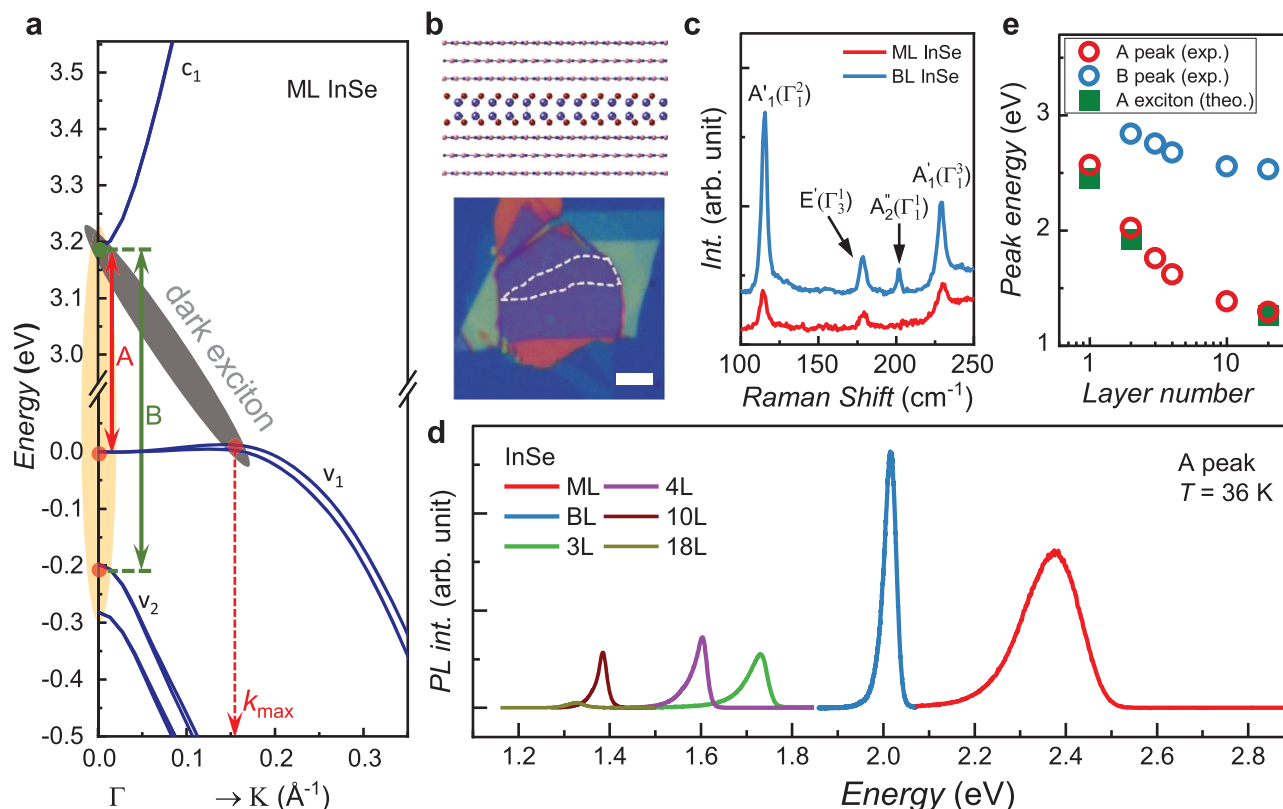 a
3.5
3.4
3.3
3.2
3.1
3.0
0.0
-0.1
-0.2
-0.3
-0.4
-0.5
Energy (eV)
c₁
ML InSe
dark exciton
A
B
v₁
v₂
kmax
0.0 0.1 0.2 0.3
Γ → K (Å⁻¹)
b
c
Int. (arb. unit)
ML InSe
BL InSe
A'₁(Γ₁²)
E'(Γ₃¹)
A"₂(Γ₁¹)
A'₁(Γ₁³)
100 150 200 250
Raman Shift (cm⁻¹)
e
A peak (exp.)
B peak (exp.)
A exciton (theo.)
Peak energy (eV)
3
2
1
1 10
Layer number
d
InSe
ML 4L
BL 10L
3L 18L
A peak
T = 36 K
PL int. (arb. unit)
1.2 1.4 1.6 1.8 2.0 2.2 2.4 2.6 2.8
Energy (eV)